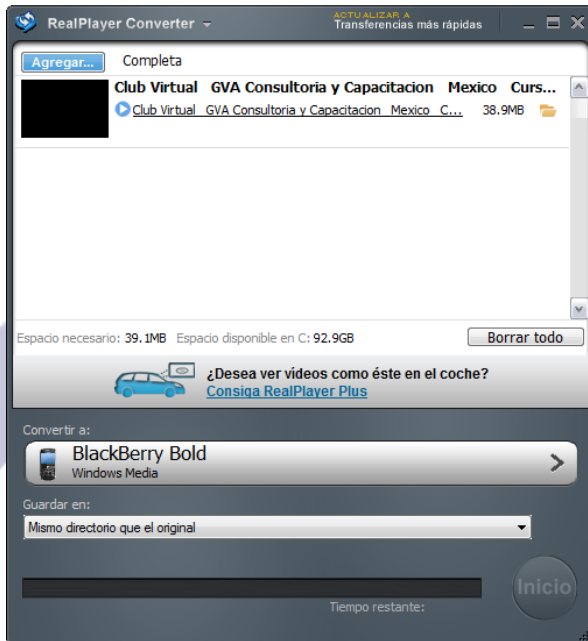 RealPlayer Converter
ACTUALIZAR A
Transferencias más rápidas
Agregar...
Completa
Club Virtual GVA Consultoria y Capacitacion Mexico Curs...
Club Virtual GVA Consultoria y Capacitacion Mexico C... 38.9MB
Espacio necesario: 39.1MB Espacio disponible en C: 92.9GB
Borrar todo
¿Desea ver vídeos como éste en el coche?
Consiga RealPlayer Plus
Convertir a:
BlackBerry Bold
Windows Media
Guardar en:
Mismo directorio que el original
Inicio
Tiempo restante: